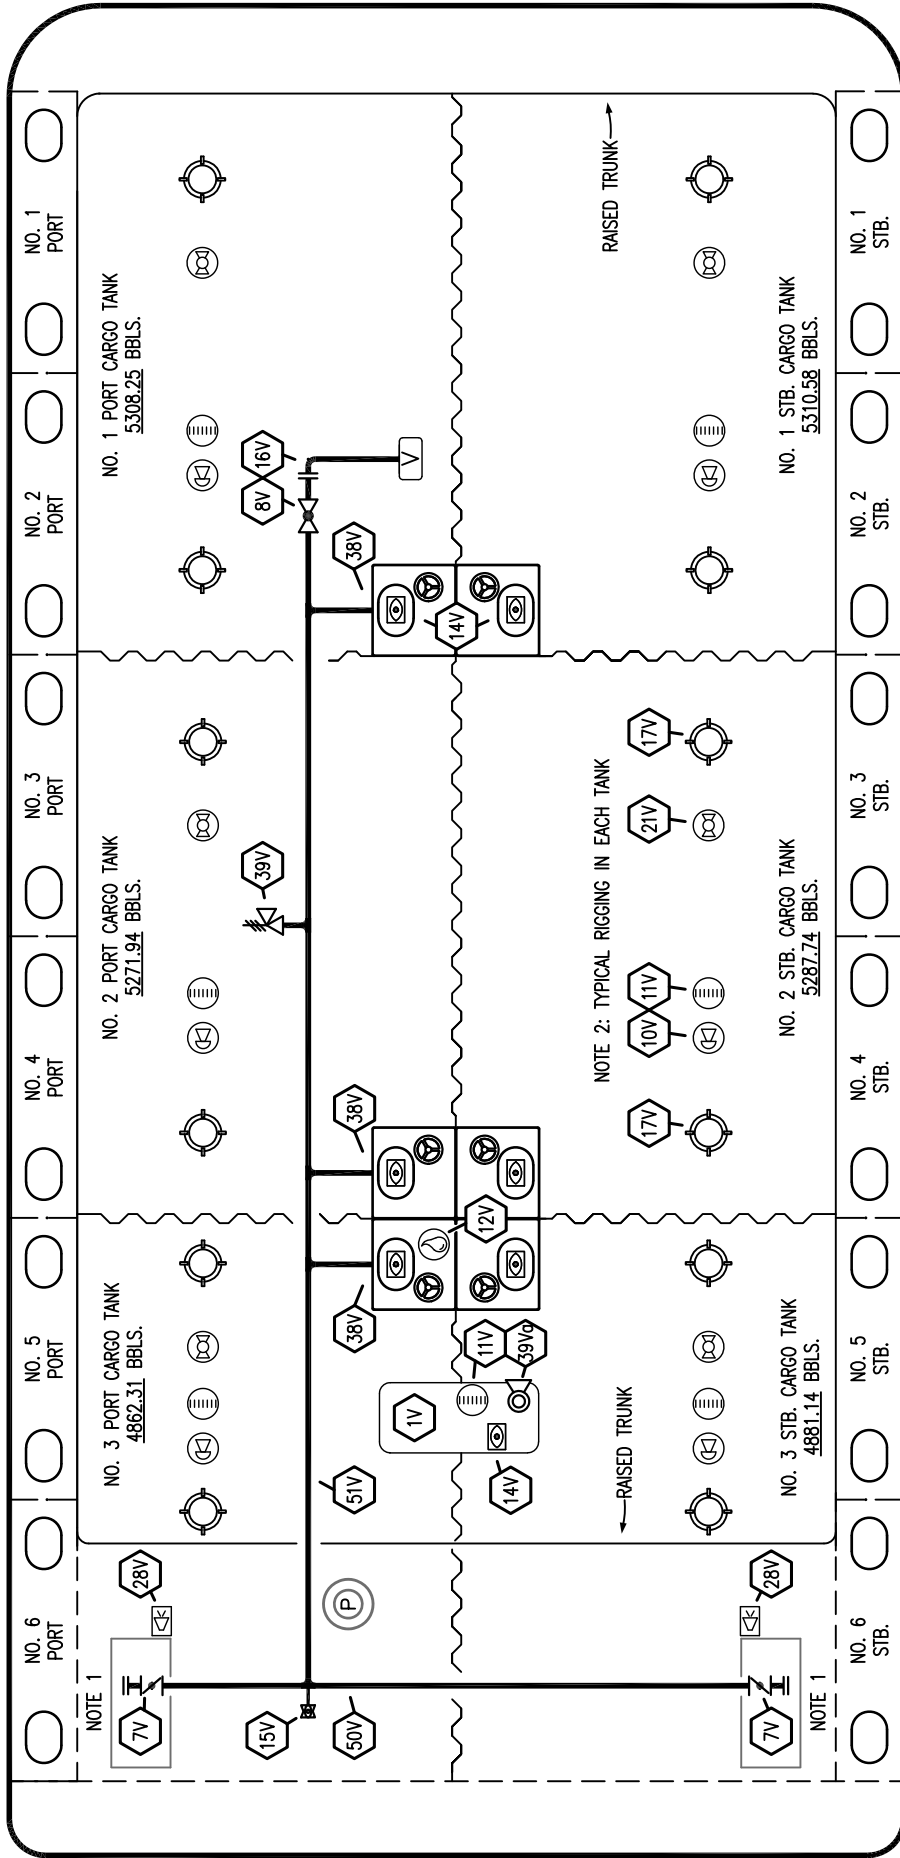 NO. 6
PORT
NO. 5
PORT
NO. 4
PORT
NO. 3
PORT
NO. 2
PORT
NO. 1
PORT
NOTE 1
28V
7V
NO. 3 PORT CARGO TANK
4862.31 BBLS.
NO. 2 PORT CARGO TANK
5271.94 BBLS.
NO. 1 PORT CARGO TANK
5308.25 BBLS.
15V
39V
8V
16V
50V
P
51V
38V
38V
38V
1V
V
14V
11V
39Va
12V
14V
RAISED TRUNK
NOTE 2: TYPICAL RIGGING IN EACH TANK
RAISED TRUNK
17V
10V
11V
21V
17V
28V
7V
NOTE 1
NO. 3 STB. CARGO TANK
4881.14 BBLS.
NO. 2 STB. CARGO TANK
5287.74 BBLS.
NO. 1 STB. CARGO TANK
5310.58 BBLS.
NO. 6
STB.
NO. 5
STB.
NO. 4
STB.
NO. 3
STB.
NO. 2
STB.
NO. 1
STB.